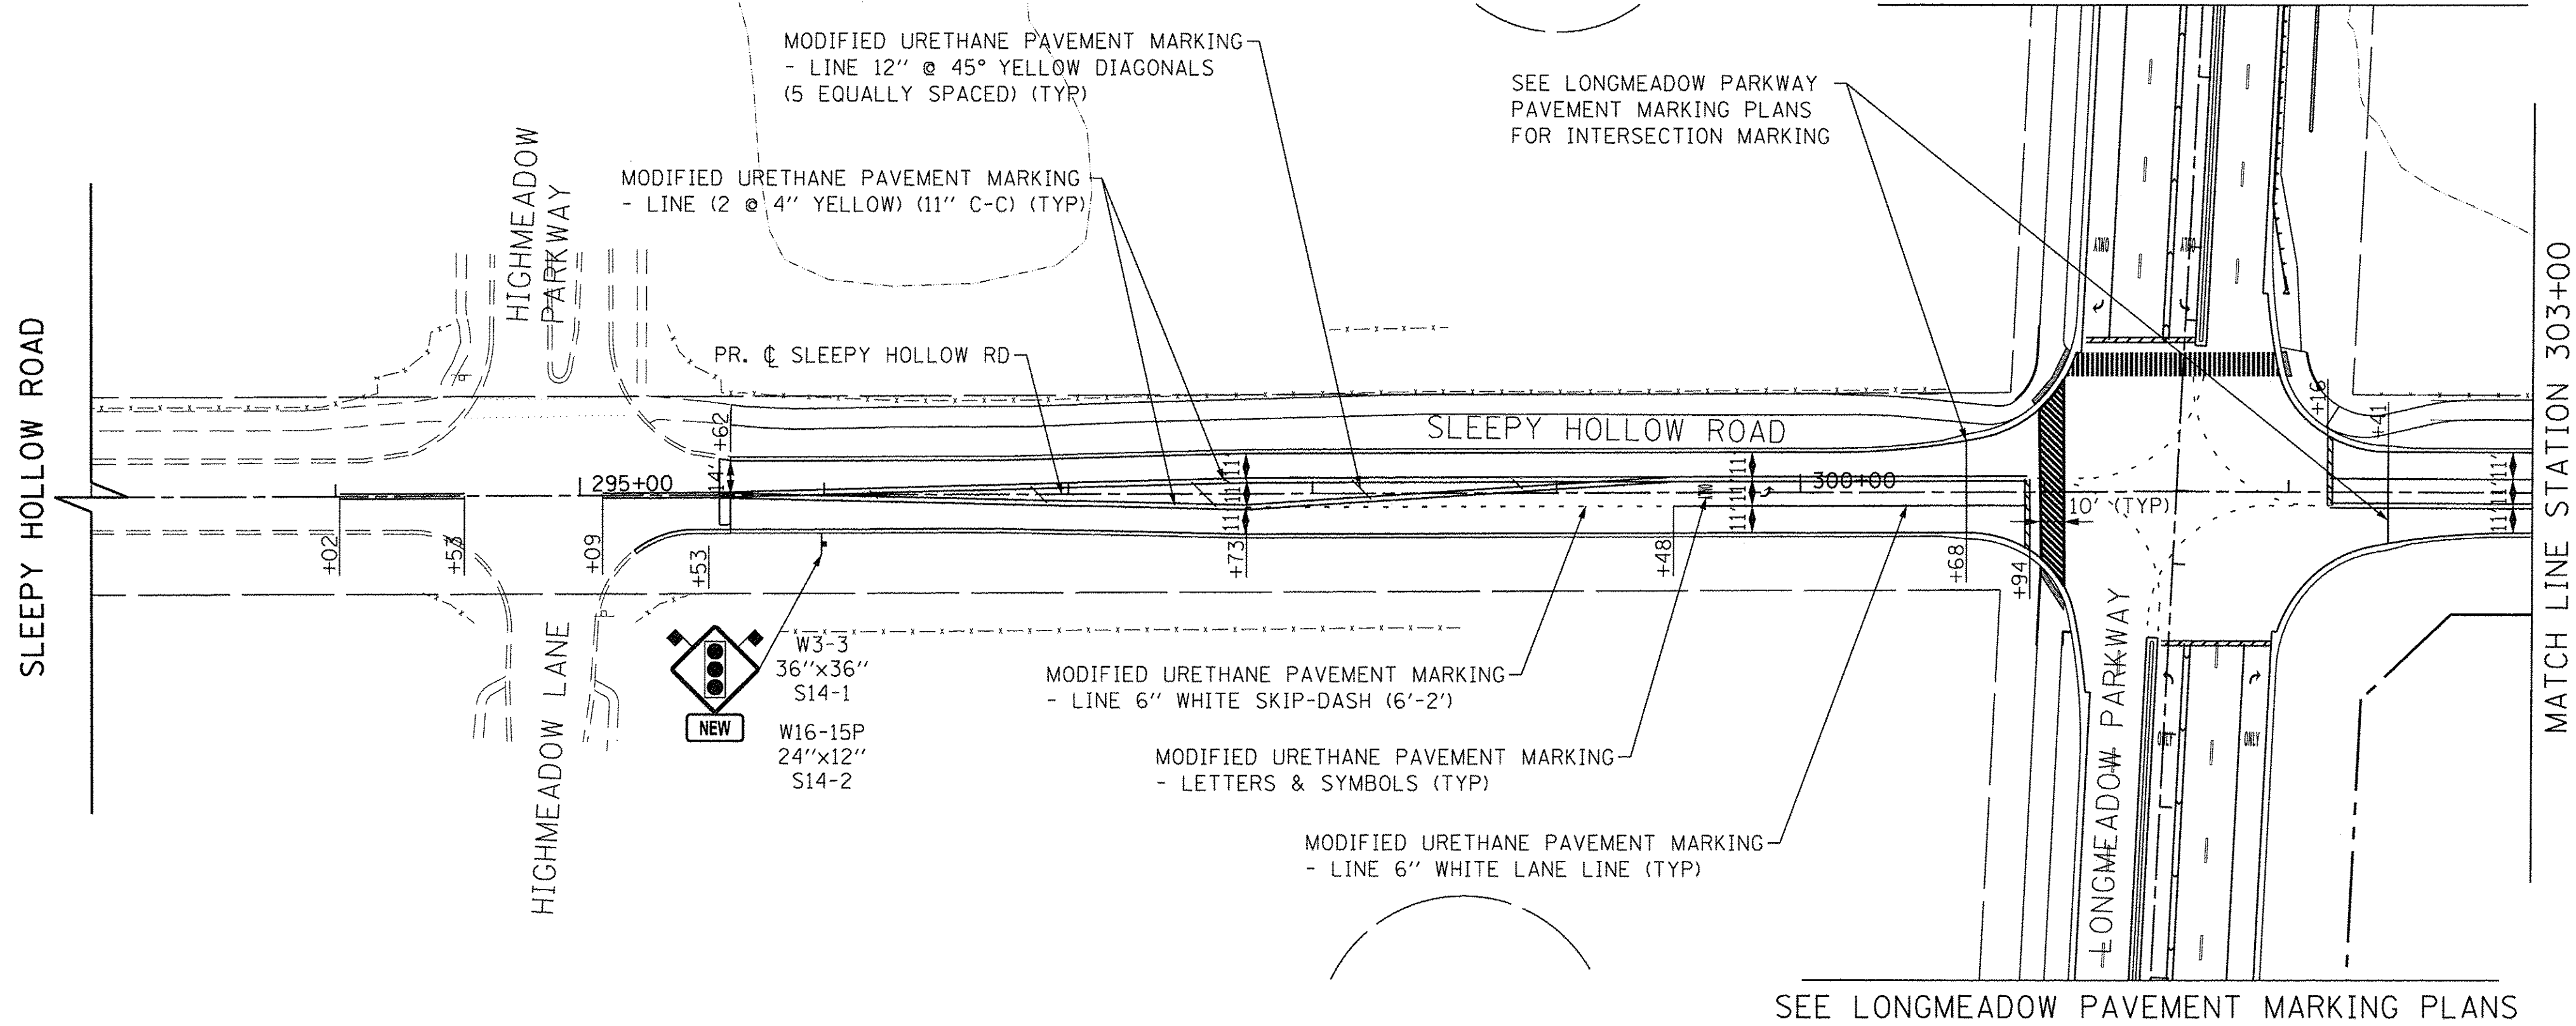 MODIFIED URETHANE PAVEMENT MARKING
- LINE 12" @ 45° YELLOW DIAGONALS
(5 EQUALLY SPACED) (TYP)
SEE LONGMEADOW PARKWAY
PAVEMENT MARKING PLANS
FOR INTERSECTION MARKING
MODIFIED URETHANE PAVEMENT MARKING
- LINE (2 @ 4" YELLOW) (11" C-C) (TYP)
HIGHMEADOW
PARKWAY
ONLY
ONLY
SLEEPY HOLLOW ROAD
MATCH LINE STATION 303+00
PR. ℄ SLEEPY HOLLOW RD
SLEEPY HOLLOW ROAD
+62
+16
+41
14'
295+00
11'
11'
11'
11'
11'
11'
ONLY
300+00
10' (TYP)
11'
11'
11'
+02
+53
+09
+53
+73
+48
+68
+94
HIGHMEADOW LANE
W3-3
36"x36"
S14-1
NEW
W16-15P
24"x12"
S14-2
MODIFIED URETHANE PAVEMENT MARKING
- LINE 6" WHITE SKIP-DASH (6'-2')
MODIFIED URETHANE PAVEMENT MARKING
- LETTERS & SYMBOLS (TYP)
MODIFIED URETHANE PAVEMENT MARKING
- LINE 6" WHITE LANE LINE (TYP)
LONGMEADOW PARKWAY
ONLY
ONLY
SEE LONGMEADOW PAVEMENT MARKING PLANS